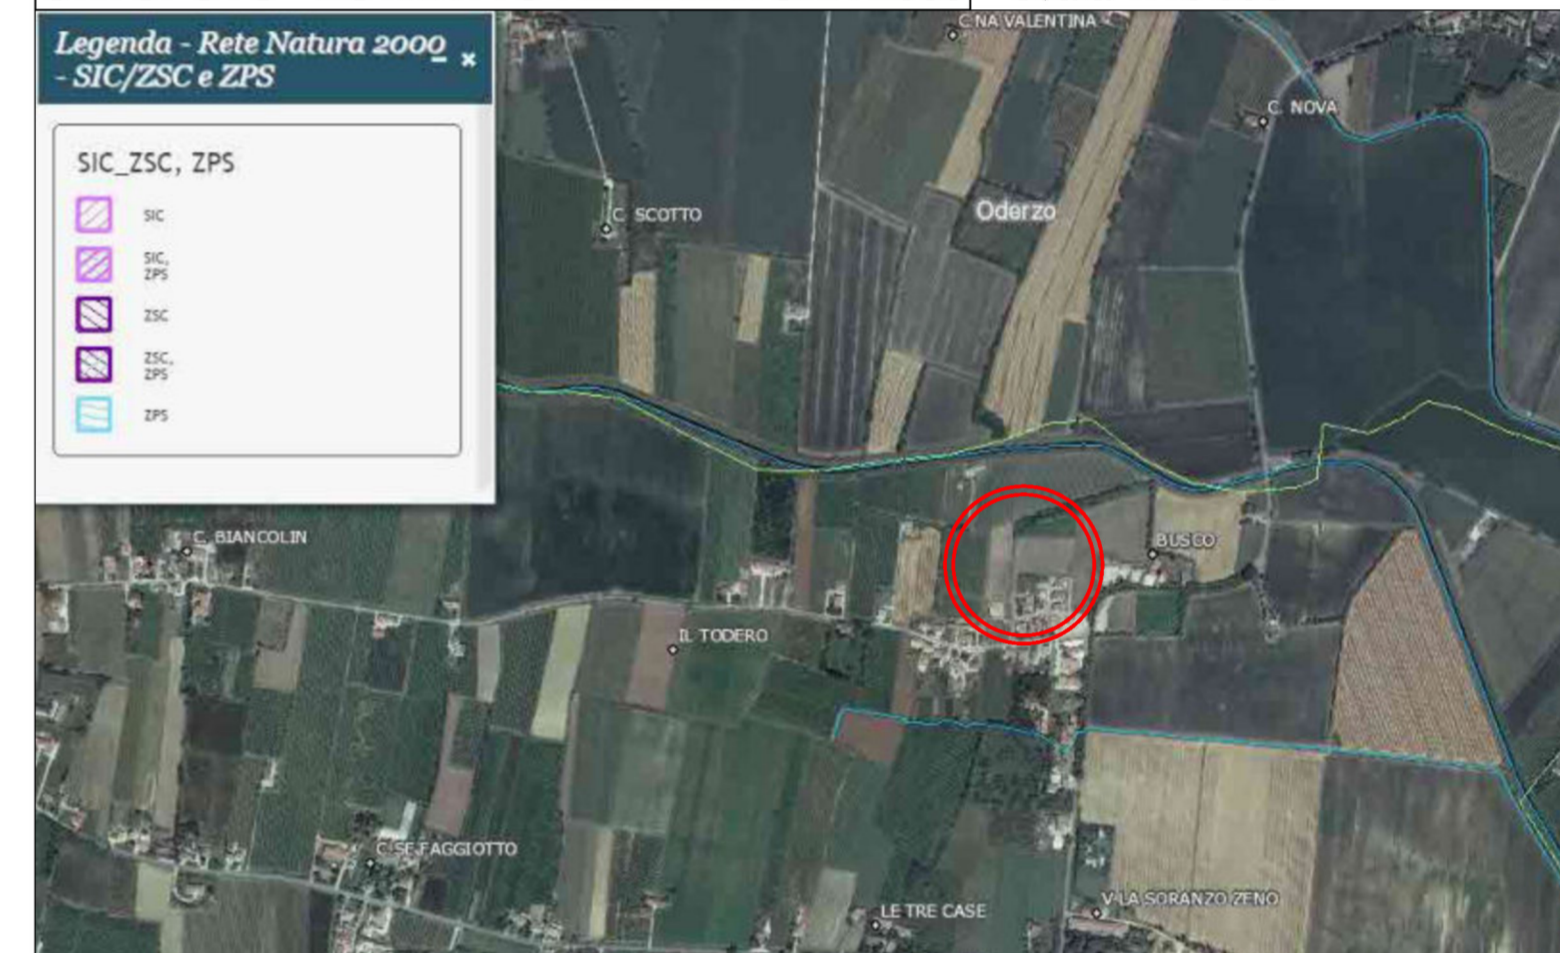 Legenda - Rete Natura 2000
- SIC/ZSC e ZPS
SIC_ZSC, ZPS
SIC
SIC,
ZPS
ZSC
ZSC,
ZPS
ZPS
C.NA VALENTINA
C. NOVA
C. SCOTTO
Oderzo
C. BIANCOLIN
BUSCO
IL TODERO
C.SE FAGGIOTTO
LE TRE CASE
V.LA SORANZO ZENO